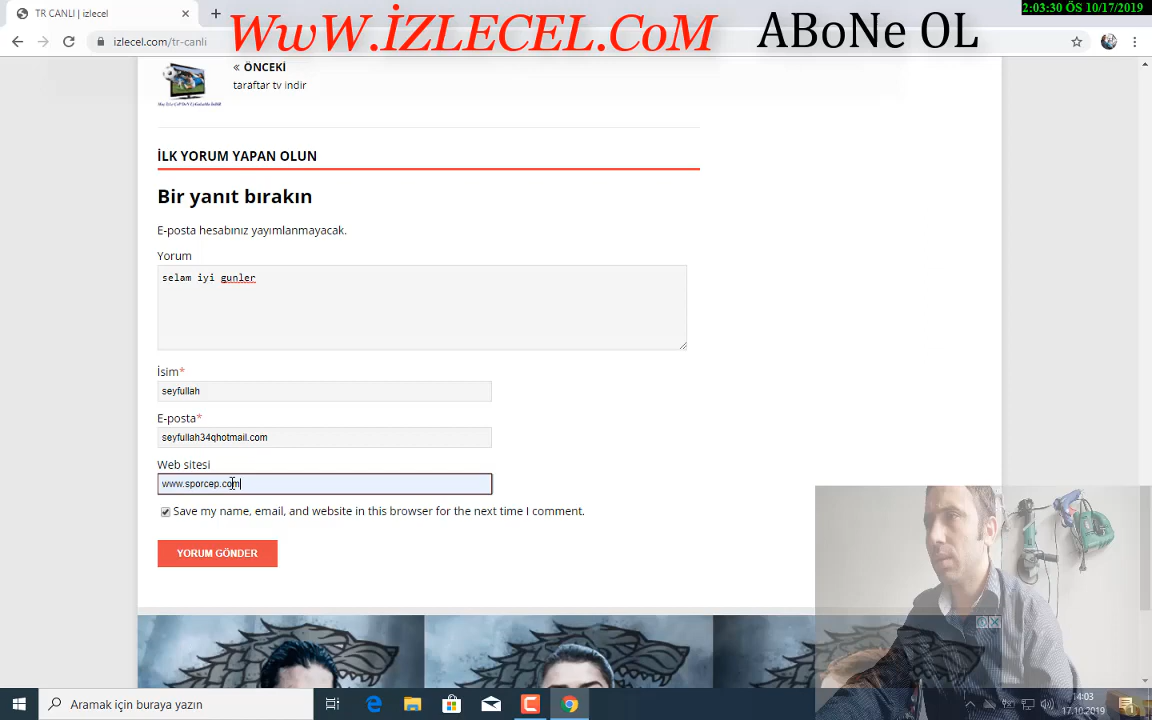 TR CANLI | izlecel
2:03:30 ÖS 10/17/2019
izlecel.com/tr-canli
WwW.İZLECEL.CoM
ABoNe OL
« ÖNCEKİ
taraftar tv indir
İLK YORUM YAPAN OLUN
Bir yanıt bırakın
E-posta hesabınız yayımlanmayacak.
Yorum
selam iyi gunler
İsim*
seyfullah
E-posta*
seyfullah34qhotmail.com
Web sitesi
www.sporcep.com
Save my name, email, and website in this browser for the next time I comment.
YORUM GÖNDER
Aramak için buraya yazın
14:03
17.10.2019